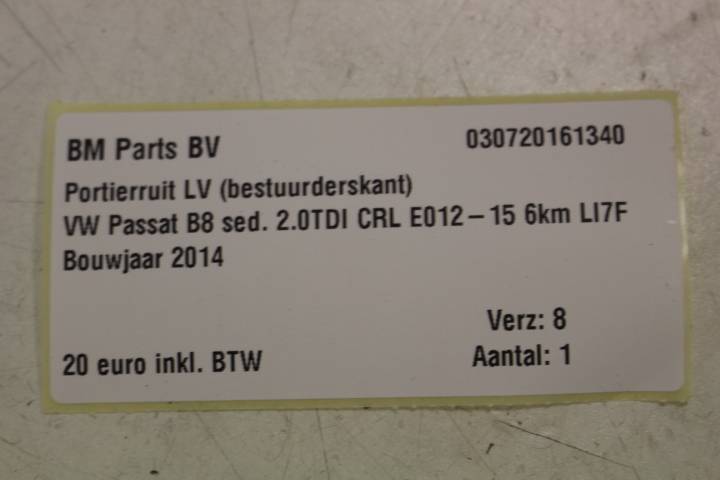 BM Parts BV 030720161340
Portierruit LV (bestuurderskant)
VW Passat B8 sed. 2.0TDI CRL E012-15 6km LI7F
Bouwjaar 2014
Verz: 8
20 euro inkl. BTW Aantal: 1